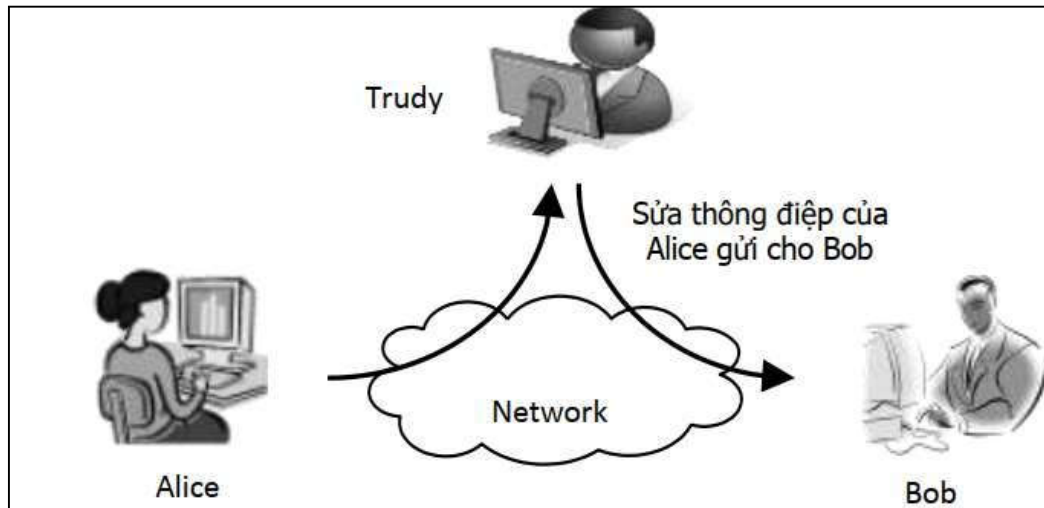 Trudy
Sửa thông điệp của
Alice gửi cho Bob
Network
Alice
Bob